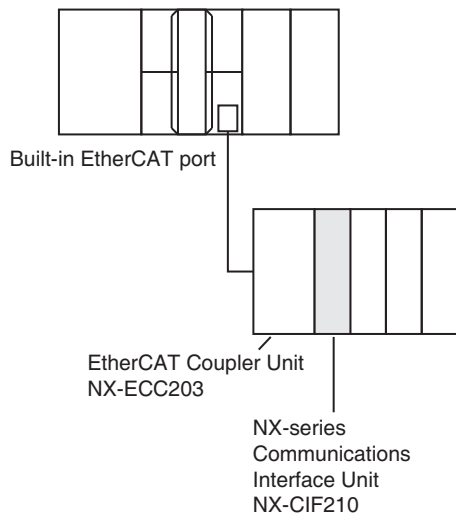 Built-in EtherCAT port
EtherCAT Coupler Unit
NX-ECC203
NX-series
Communications
Interface Unit
NX-CIF210